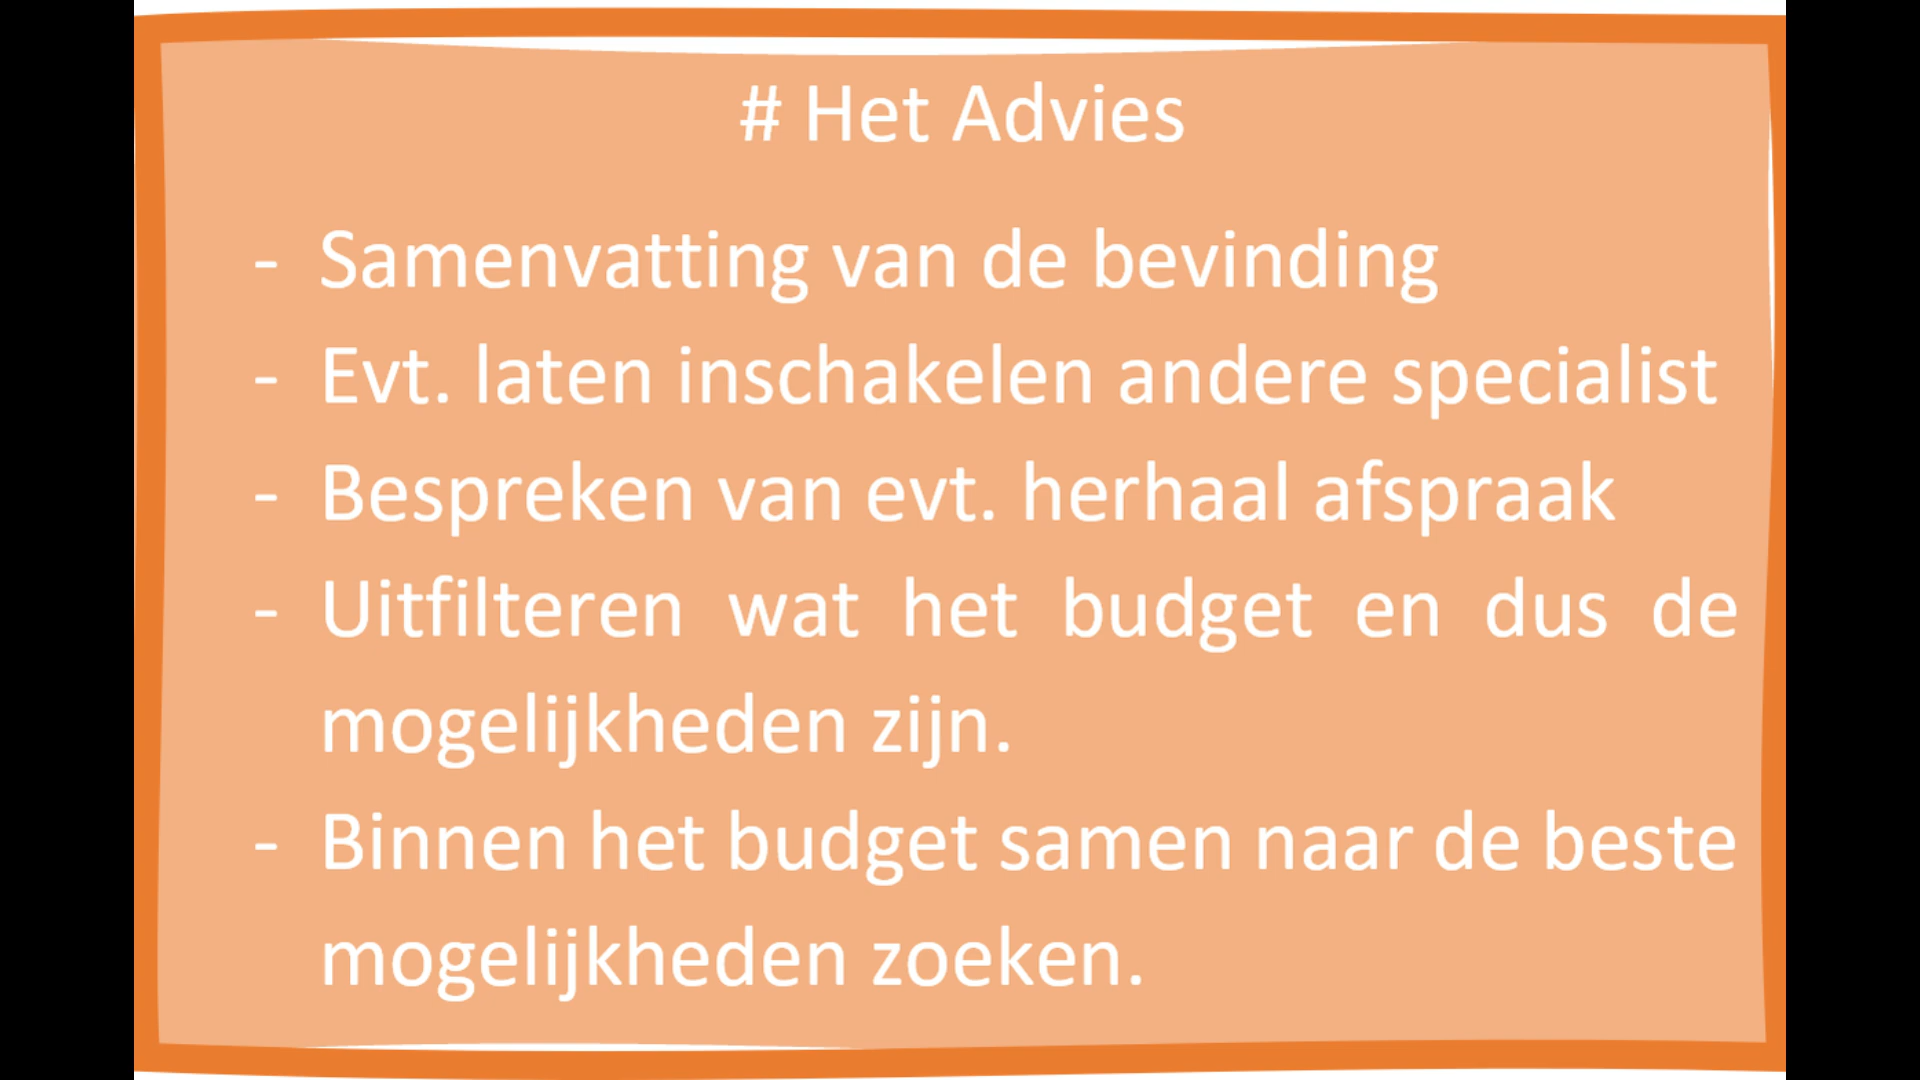 # Het Advies
- Samenvatting van de bevinding
- Evt. laten inschakelen andere specialist
- Bespreken van evt. herhaal afspraak
- Uitfilteren wat het budget en dus de
mogelijkheden zijn.
- Binnen het budget samen naar de beste
mogelijkheden zoeken.